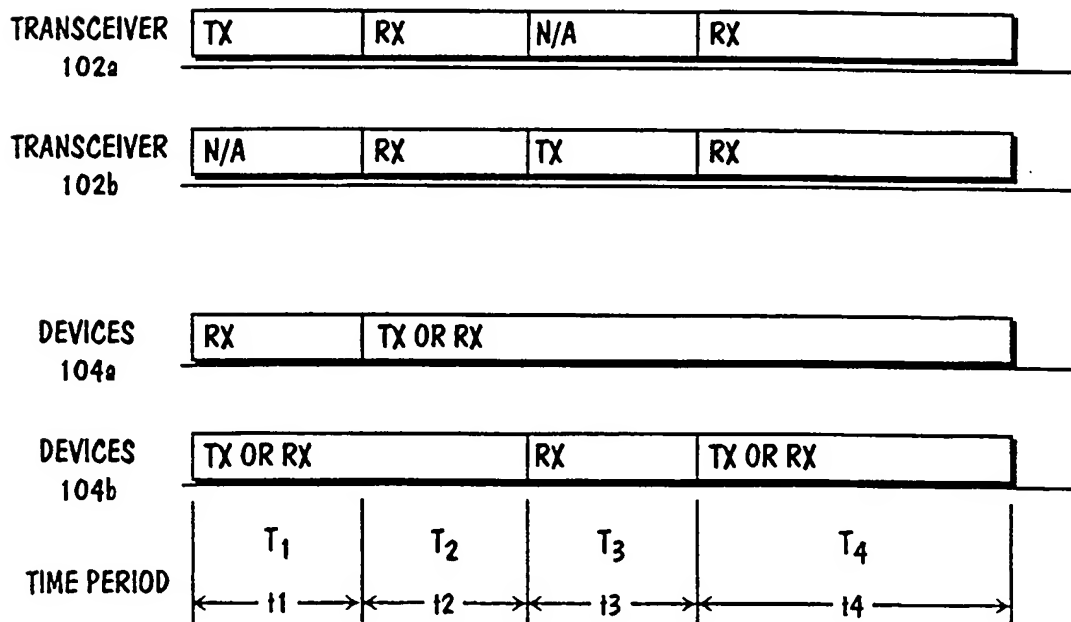 TRANSCEIVER 102a TX RX N/A RX
TRANSCEIVER 102b N/A RX TX RX
DEVICES 104a RX TX OR RX
DEVICES 104b TX OR RX RX TX OR RX
T1 T2 T3 T4
TIME PERIOD t1 t2 t3 t4